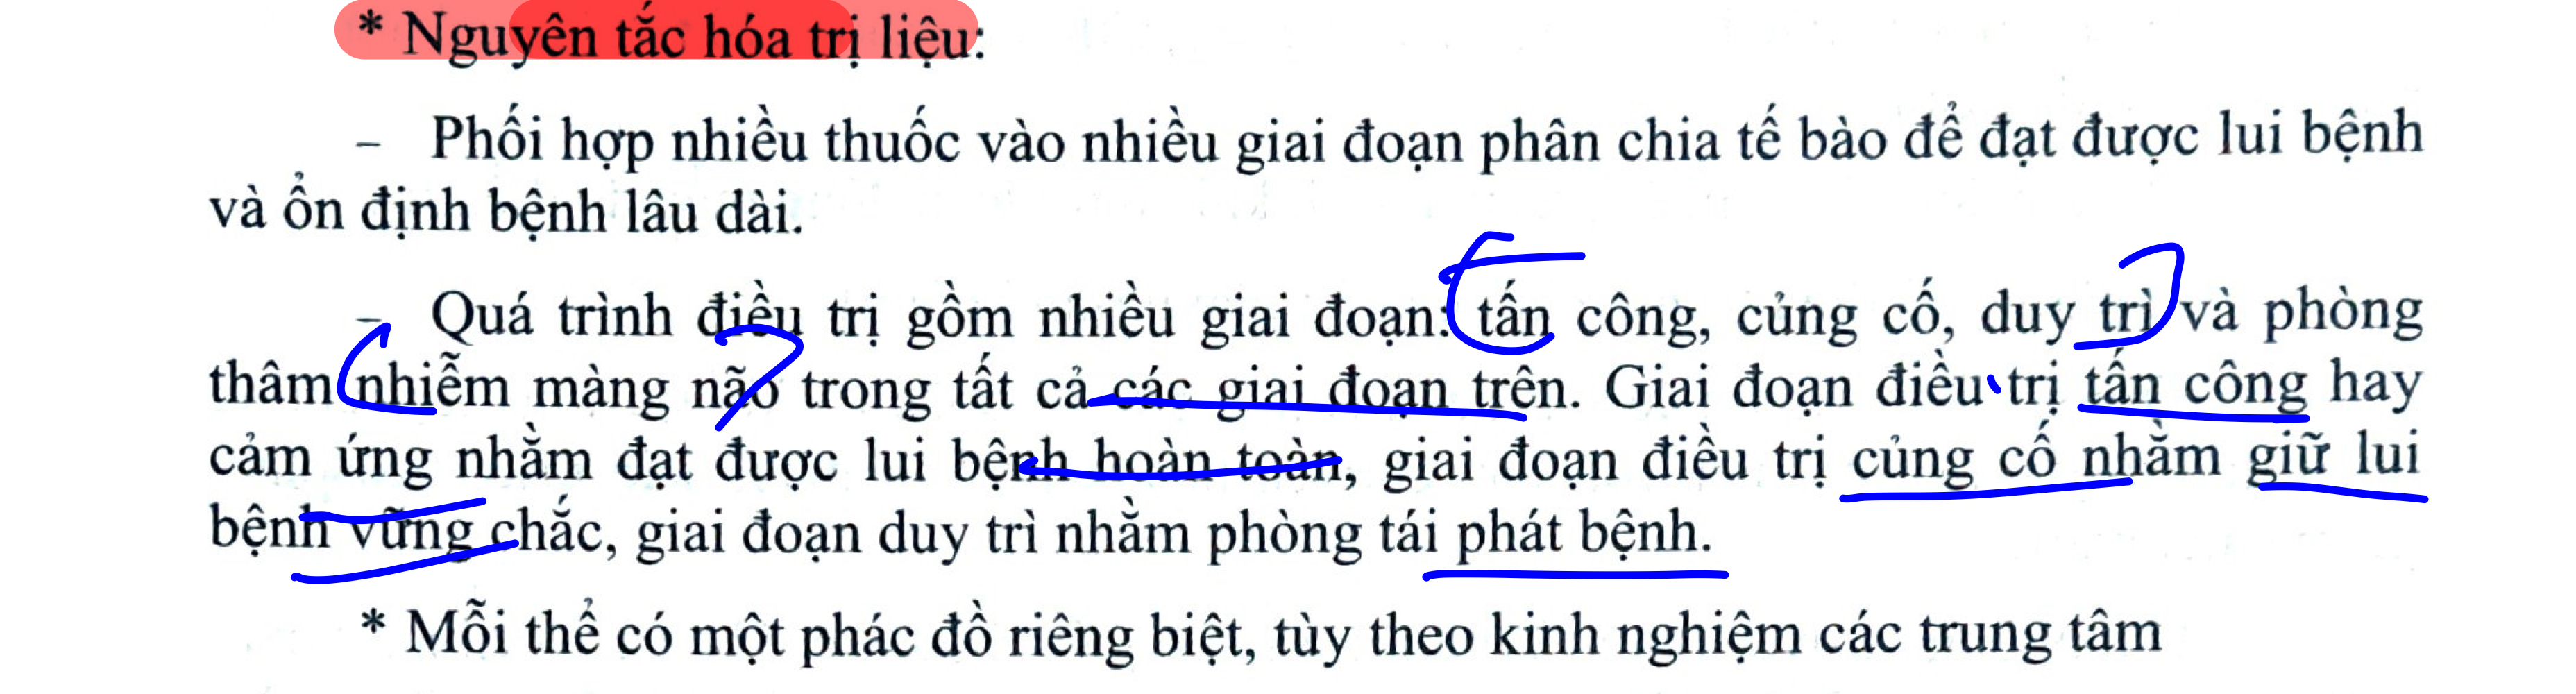 * Nguyên tắc hóa trị liệu:
– Phối hợp nhiều thuốc vào nhiều giai đoạn phân chia tế bào để đạt được lui bệnh
và ổn định bệnh lâu dài.
– Quá trình điều trị gồm nhiều giai đoạn: tấn công, củng cố, duy trì và phòng
thâm nhiễm màng não trong tất cả các giai đoạn trên. Giai đoạn điều trị tấn công hay
cảm ứng nhằm đạt được lui bệnh hoàn toàn, giai đoạn điều trị củng cố nhằm giữ lui
bệnh vững chắc, giai đoạn duy trì nhằm phòng tái phát bệnh.
* Mỗi thể có một phác đồ riêng biệt, tùy theo kinh nghiệm các trung tâm